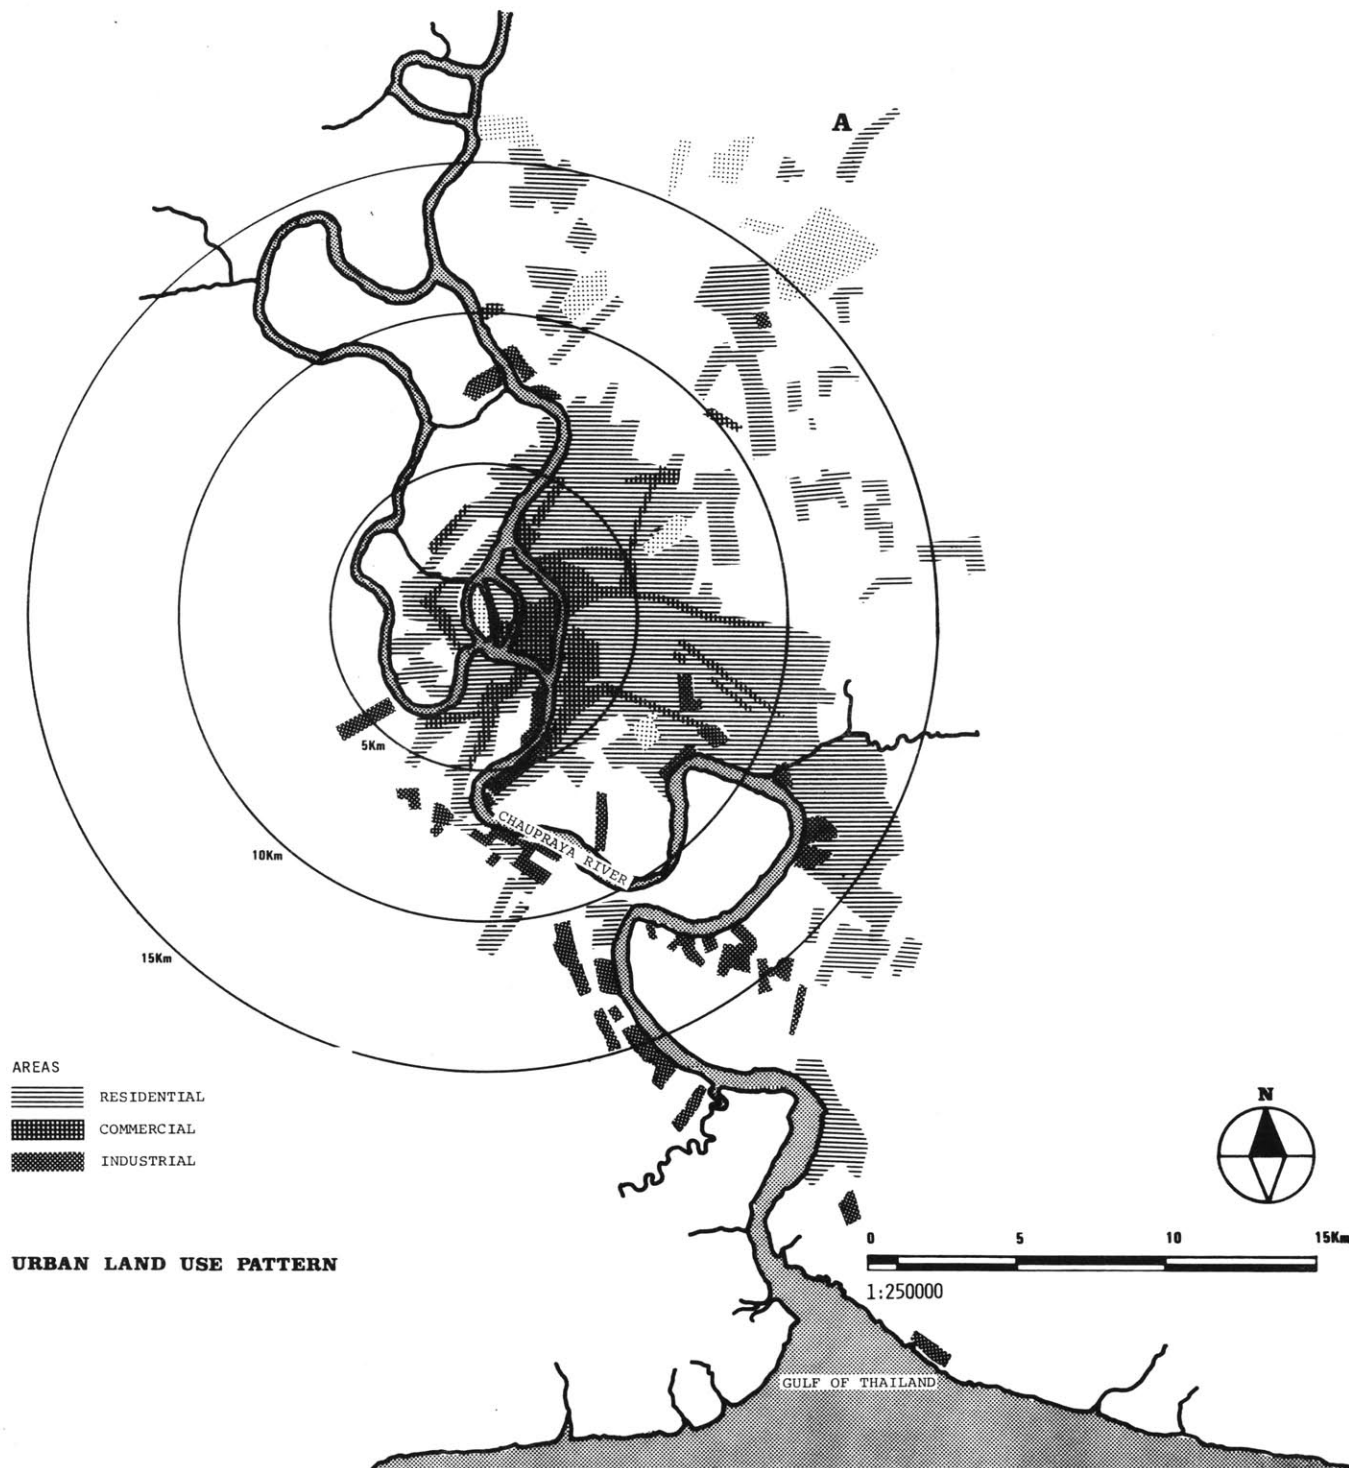 A
5Km
CHAUPRAYA RIVER
10Km
15Km
AREAS
RESIDENTIAL
COMMERCIAL
INDUSTRIAL
N
URBAN LAND USE PATTERN
0 5 10 15Km
1:250000
GULF OF THAILAND